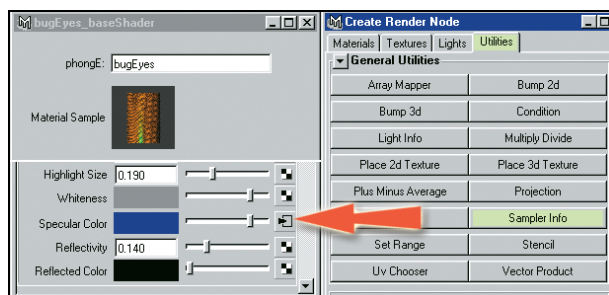 bugEyes_baseShader
phongE: bugEyes
Material Sample
Highlight Size 0.190
Whiteness
Specular Color
Reflectivity 0.140
Reflected Color
Create Render Node
Materials Textures Lights Utilities
General Utilities
Array Mapper Bump 2d
Bump 3d Condition
Light Info Multiply Divide
Place 2d Texture Place 3d Texture
Plus Minus Average Projection
Sampler Info
Set Range Stencil
Uv Chooser Vector Product